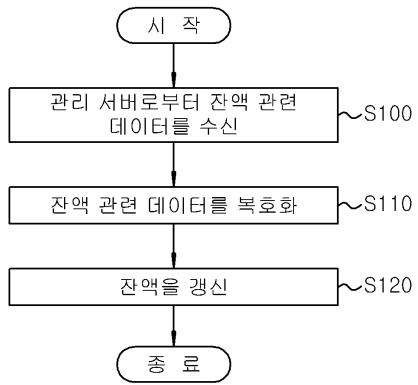 시 작
관리 서버로부터 잔액 관련
데이터를 수신
S100
잔액 관련 데이터를 복호화
S110
잔액을 갱신
S120
종 료